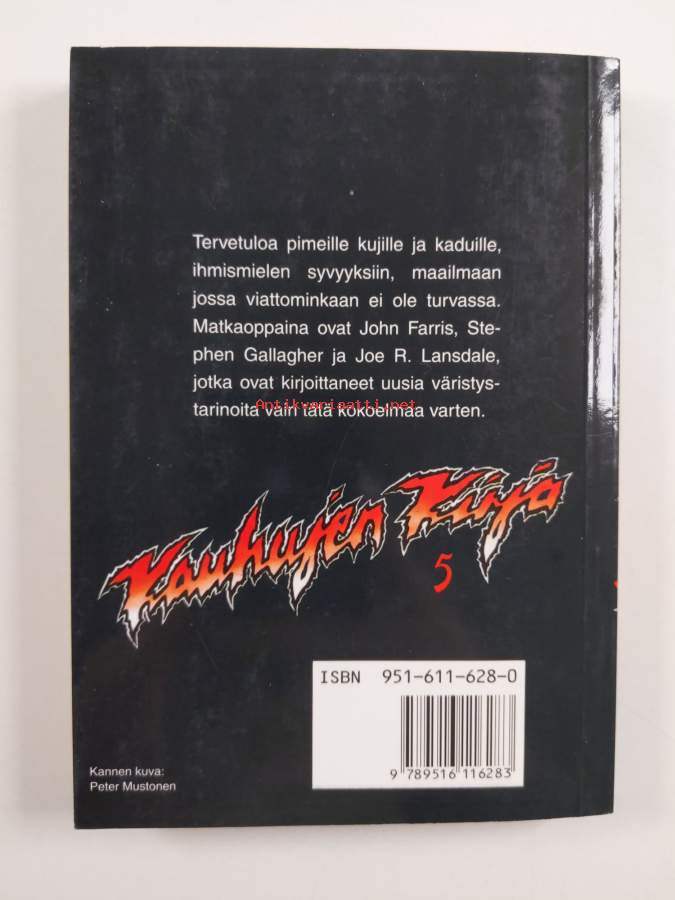 Tervetuloa pimeille kujille ja kaduille,
ihmismielen syvyyksiin, maailmaan
jossa viattominkaan ei ole turvassa.
Matkaoppaina ovat John Farris, Ste-
phen Gallagher ja Joe R. Lansdale,
jotka ovat kirjoittaneet uusia väristys-
Antikvariaatti.net
tarinoita vain tätä kokoelmaa varten.
Kauhujen Kirja
5
ISBN 951-611-628-0
9 789516 116283
Kannen kuva:
Peter Mustonen